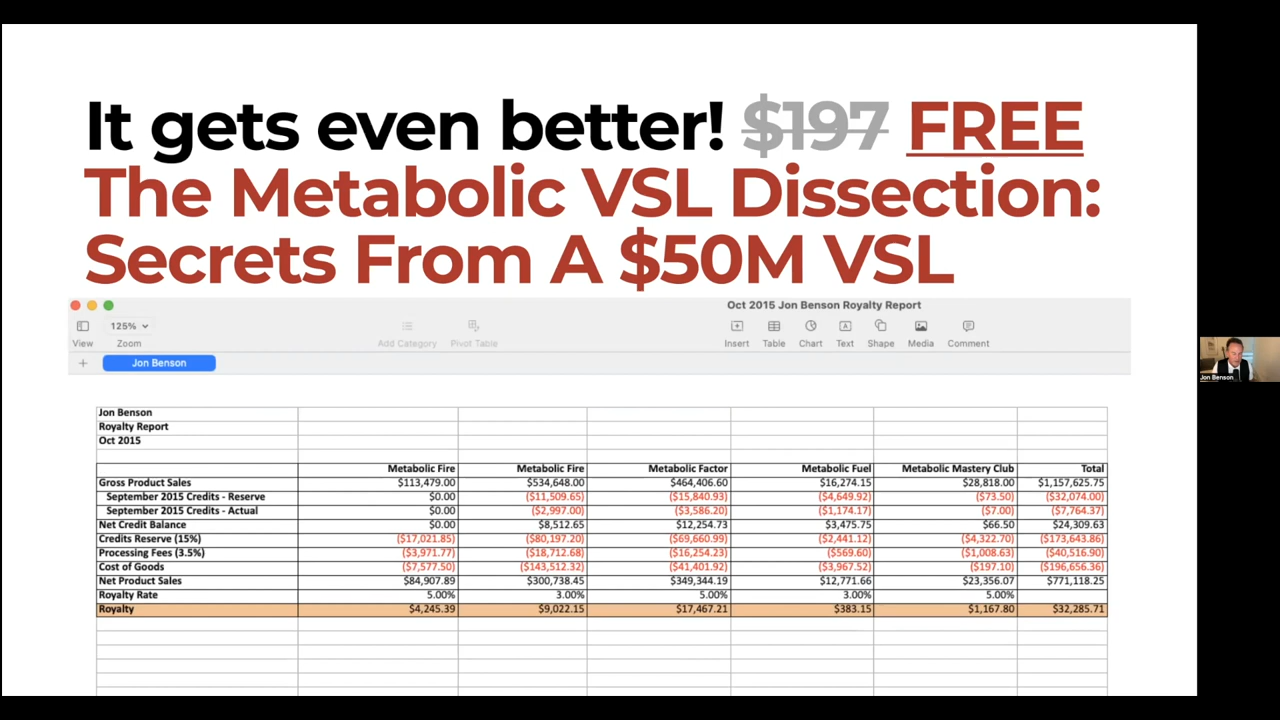 It gets even better! $197 FREE
The Metabolic VSL Dissection:
Secrets From A $50M VSL
Oct 2015 Jon Benson Royalty Report
125%
View Zoom Add Category Pivot Table Insert Table Chart Shape Text Media Comment
+ Jon Benson
Jon Benson
Jon Benson
Royalty Report
Oct 2015
Metabolic Fire Metabolic Fire Metabolic Factor Metabolic Fuel Metabolic Mastery Club Total
Gross Product Sales $113,479.00 $534,648.00 $464,406.60 $16,274.15 $28,818.00 $1,157,625.75
September 2015 Credits - Reserve $0.00 ($11,509.65) ($15,840.93) ($4,649.92) ($73.50) ($32,074.00)
September 2015 Credits - Actual $0.00 ($2,997.00) ($3,586.20) ($1,174.17) ($7.00) ($7,764.37)
Net Credit Balance $0.00 $8,512.65 $12,254.73 $3,475.75 $66.50 $24,309.63
Credits Reserve (15%) ($17,021.85) ($80,197.20) ($69,660.99) ($2,441.12) ($4,322.70) ($173,643.86)
Processing Fees (3.5%) ($3,971.77) ($18,712.68) ($16,254.23) ($569.60) ($1,008.63) ($40,516.90)
Cost of Goods ($7,577.50) ($143,512.32) ($41,401.92) ($3,967.52) ($197.10) ($196,656.36)
Net Product Sales $84,907.89 $300,738.45 $349,344.19 $12,771.66 $23,356.07 $771,118.25
Royalty Rate 5.00% 3.00% 5.00% 3.00% 5.00%
Royalty $4,245.39 $9,022.15 $17,467.21 $383.15 $1,167.80 $32,285.71